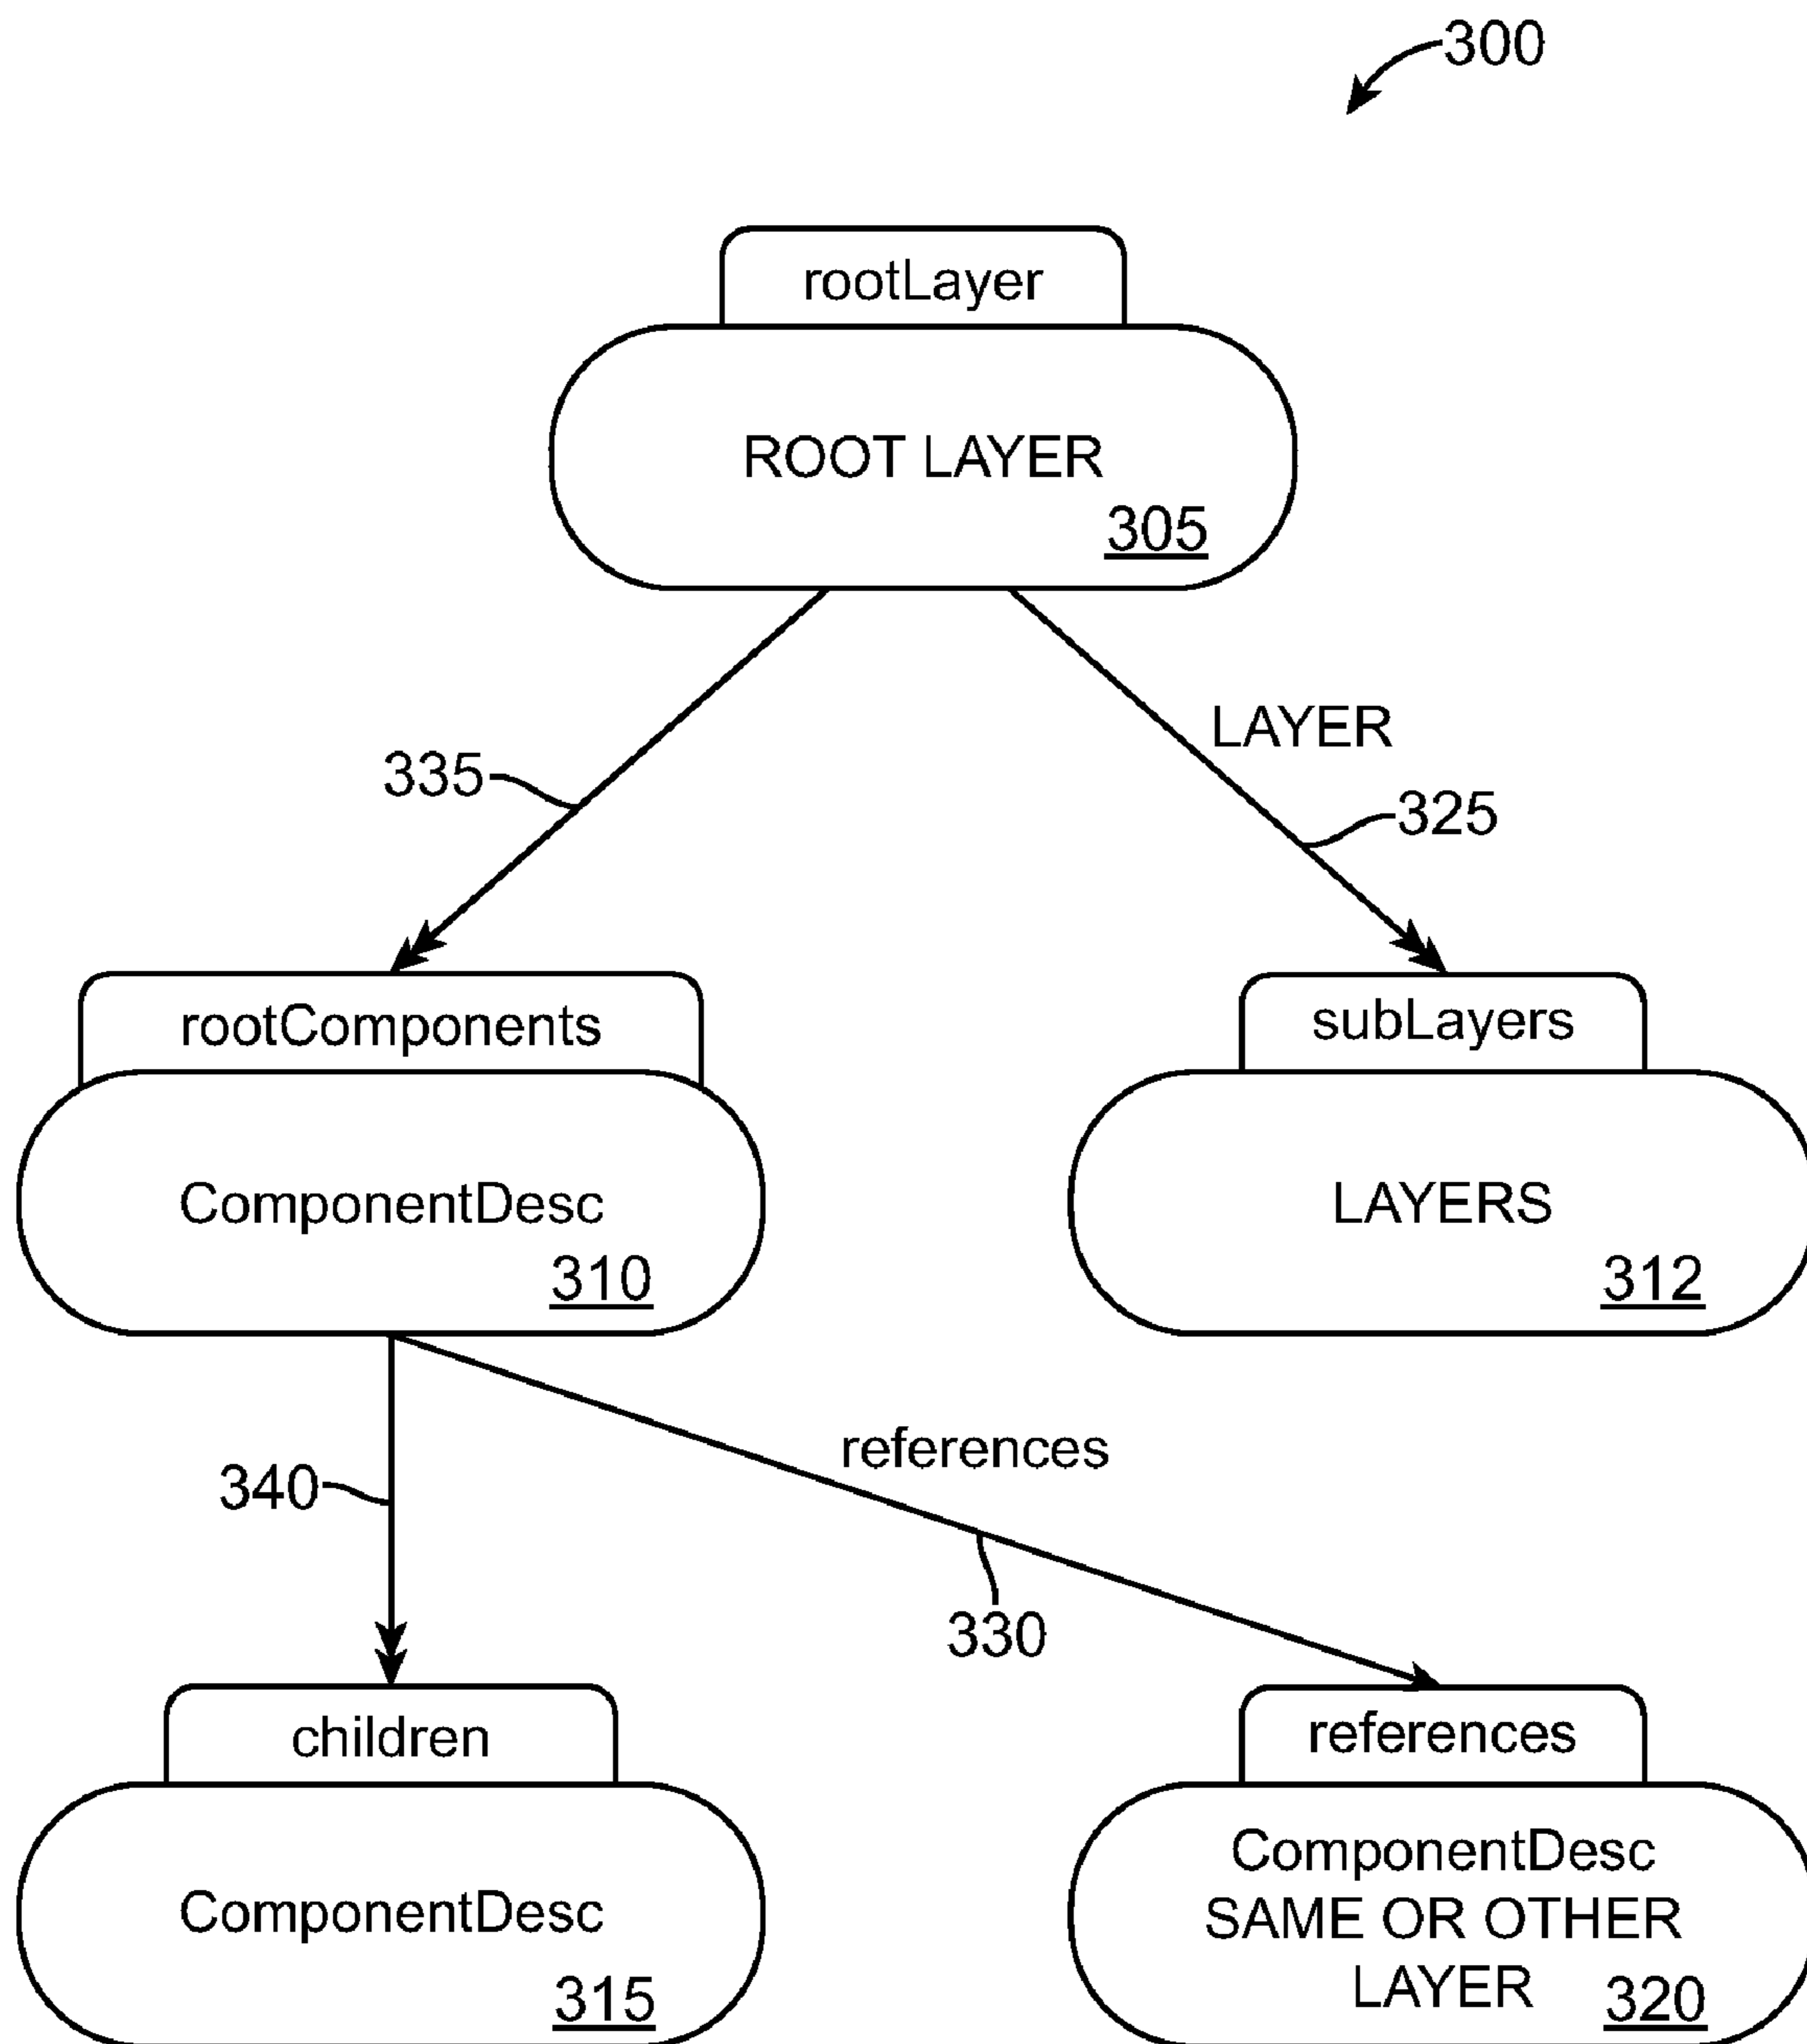 300
rootLayer
ROOT LAYER
305
LAYER
335
325
rootComponents
subLayers
ComponentDesc
LAYERS
310
312
references
340
330
children
references
ComponentDesc
ComponentDesc
SAME OR OTHER
LAYER
315
320